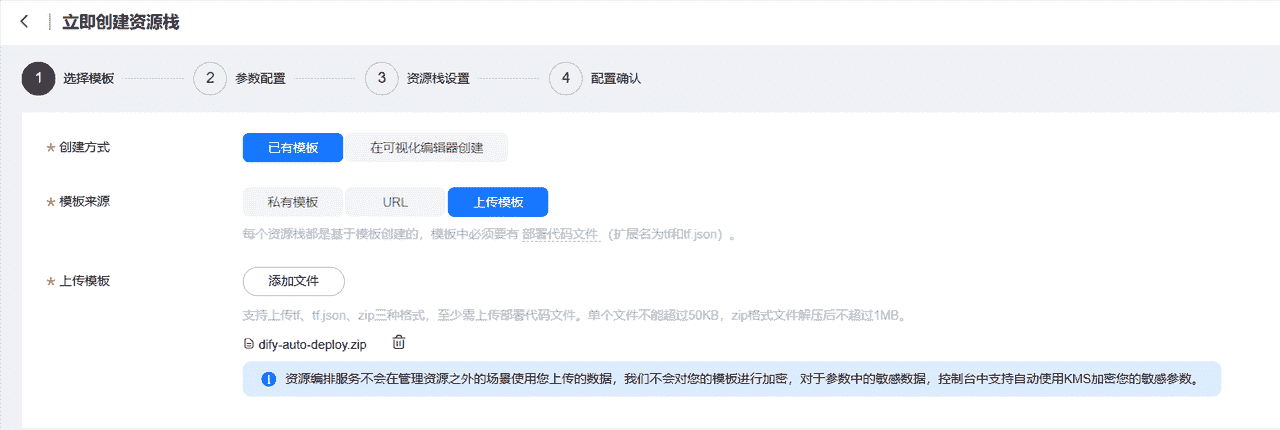 立即创建资源栈
1 选择模板 2 参数配置 3 资源栈设置 4 配置确认
* 创建方式 已有模板 在可视化编辑器创建
* 模板来源 私有模板 URL 上传模板
每个资源栈都是基于模板创建的，模板中必须要有 部署代码文件 （扩展名为tf和tf.json）。
* 上传模板 添加文件
支持上传tf、tf.json、zip三种格式，至少需上传部署代码文件。单个文件不能超过50KB，zip格式文件解压后不超过1MB。
dify-auto-deploy.zip
资源编排服务不会在管理资源之外的场景使用您上传的数据，我们不会对您的模板进行加密，对于参数中的敏感数据，控制台中支持自动使用KMS加密您的敏感参数。